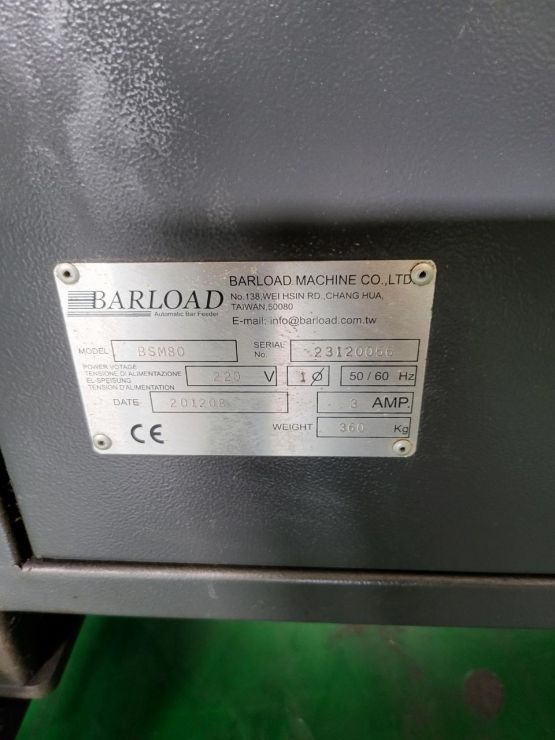 BARLOAD
Automatic Bar Feeder
BARLOAD MACHINE CO.,LTD.
No.138,WEI HSIN RD.,CHANG HUA,
TAIWAN,50080
E-mail: info@barload.com.tw
MODEL BSM80
SERIAL No. 23120056
POWER VOTAGE
TENSIONE DI ALIMENTAZIONE
EL-SPEISUNG
TENSION D'ALIMENTATION
220 V 1Ø 50 / 60 Hz
DATE 201208 3 AMP.
CE
WEIGHT 360 Kg